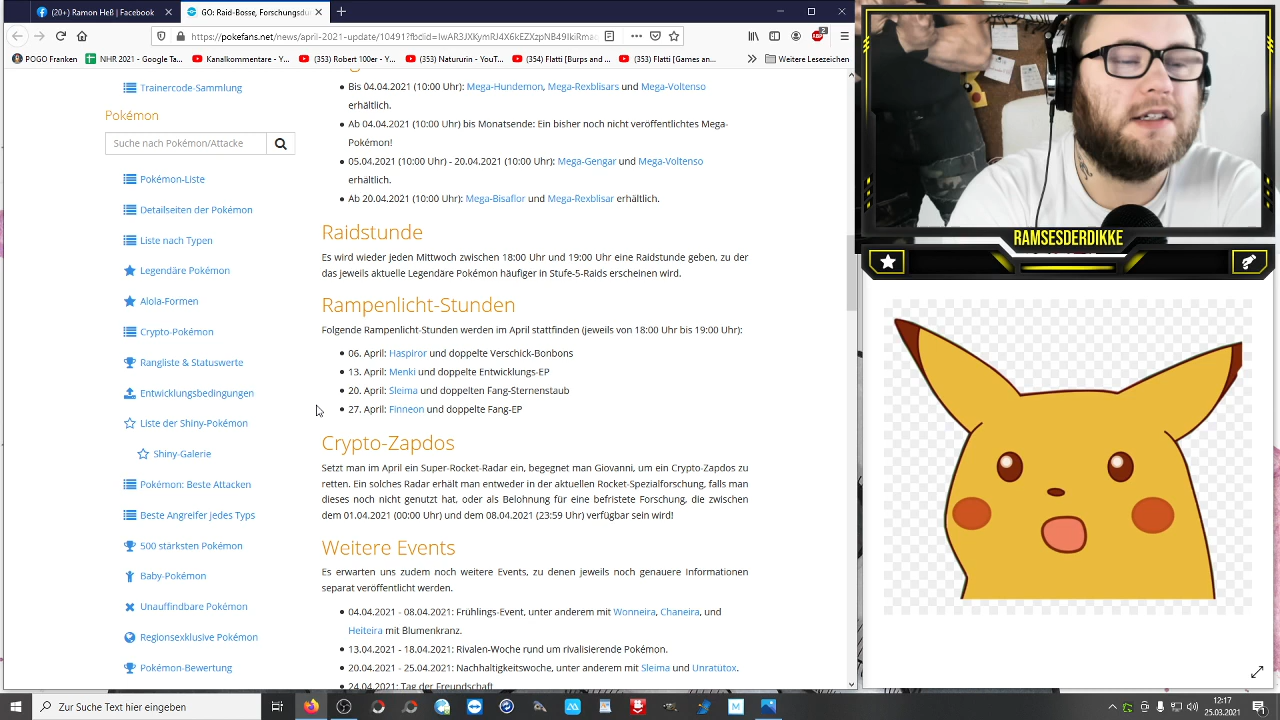 (20+) Ramon Heß | Facebook
GO: Raid-Bosse, Forschungsdu
POGO Franken
NHR 2021 - Google Ta...
Kanalkommentare - Y...
(353) Robert 100er - Y...
(353) Naturruin - YouT...
(354) Flatti [Burps and ...
(353) Flatti [Games an...
Weitere Lesezeichen
Trainercode-Sammlung
Pokémon
Suche nach Pokémon/Attacke
Pokémon-Liste
Detailseiten der Pokémon
Liste nach Typen
Legendäre Pokémon
Alola-Formen
Crypto-Pokémon
Rangliste & Statuswerte
Entwicklungsbedingungen
Liste der Shiny-Pokémon
Shiny-Galerie
Pokémon: Beste Attacken
Beste Angreifer jedes Typs
500 stärksten Pokémon
Baby-Pokémon
Unauffindbare Pokémon
Regionsexklusive Pokémon
Pokémon-Bewertung
Bis 04.04.2021 (10:00 Uhr): Mega-Hundemon, Mega-Rexblisars und Mega-Voltenso
erhältlich.
Ab 04.04.2021 (10:00 Uhr) bis Monatsende: Ein bisher noch nicht veröffentlichtes Mega-
Pokémon!
05.04.2021 (10:00 Uhr) - 20.04.2021 (10:00 Uhr): Mega-Gengar und Mega-Voltenso
erhältlich.
Ab 20.04.2021 (10:00 Uhr): Mega-Bisaflor und Mega-Rexblisar erhältlich.
Raidstunde
Es wird wieder jeden Mittwoch zwischen 18:00 Uhr und 19:00 Uhr eine Raidstunde geben, zu der
das jeweils aktuelle Legendäre Pokémon häufiger in Stufe-5-Raids erscheinen wird.
Rampenlicht-Stunden
Folgende Rampenlicht-Stunden werden im April stattfinden (jeweils von 18:00 Uhr bis 19:00 Uhr):
06. April: Haspiror und doppelte Verschick-Bonbons
13. April: Menki und doppelte Entwicklungs-EP
20. April: Sleima und doppelten Fang-Sternenstaub
27. April: Finneon und doppelte Fang-EP
Crypto-Zapdos
Setzt man im April ein Super-Rocket-Radar ein, begegnet man Giovanni, um ein Crypto-Zapdos zu
retten. Ein solches Radar erhält man entweder in der aktuellen Rocket-Spezialforschung, falls man
dieses noch nicht genutzt hat, oder als Belohnung für eine befristete Forschung, die zwischen
dem 01.04.2021 (00:00 Uhr) und dem 08.04.2021 (23:59 Uhr) verfügbar sein wird!
Weitere Events
Es erwarten uns zudem noch weitere Events, zu denen jeweils noch genauere Informationen
separat veröffentlicht werden.
04.04.2021 - 08.04.2021: Frühlings-Event, unter anderem mit Wonneira, Chaneira, und
Heiteira mit Blumenkranz.
13.04.2021 - 18.04.2021: Rivalen-Woche rund um rivalisierende Pokémon.
20.04.2021 - 25.04.2021: Nachhaltigkeitswoche, unter anderem mit Sleima und Unratütox.
24.04.2021: Tag der Freundschaft
RAMSESDERDIKKE
Zur Suche Text hier eingeben
12:17
25.03.2021